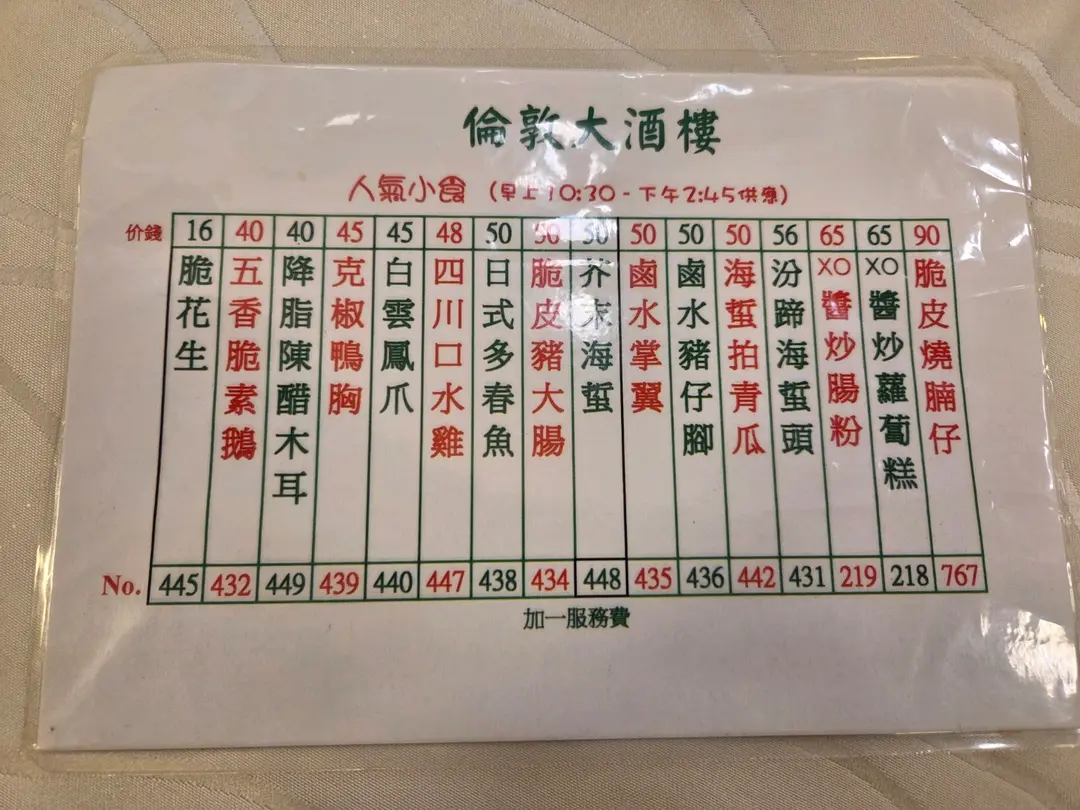 倫敦大酒樓
人氣小食 (早上10:30 - 下午2:45供應)
价錢 16 40 40 45 45 48 50 50 50 50 50 50 56 65 65 90
脆花生
五香脆素鵝
降脂陳醋木耳
克椒鴨胸
白雲鳳爪
四川口水雞
日式多春魚
脆皮豬大腸
芥末海蜇
鹵水掌翼
鹵水豬仔腳
海蜇拍青瓜
汾蹄海蜇頭
XO醬炒腸粉
XO醬炒蘿蔔糕
脆皮燒腩仔
No. 445 432 449 439 440 447 438 434 448 435 436 442 431 219 218 767
加一服務費